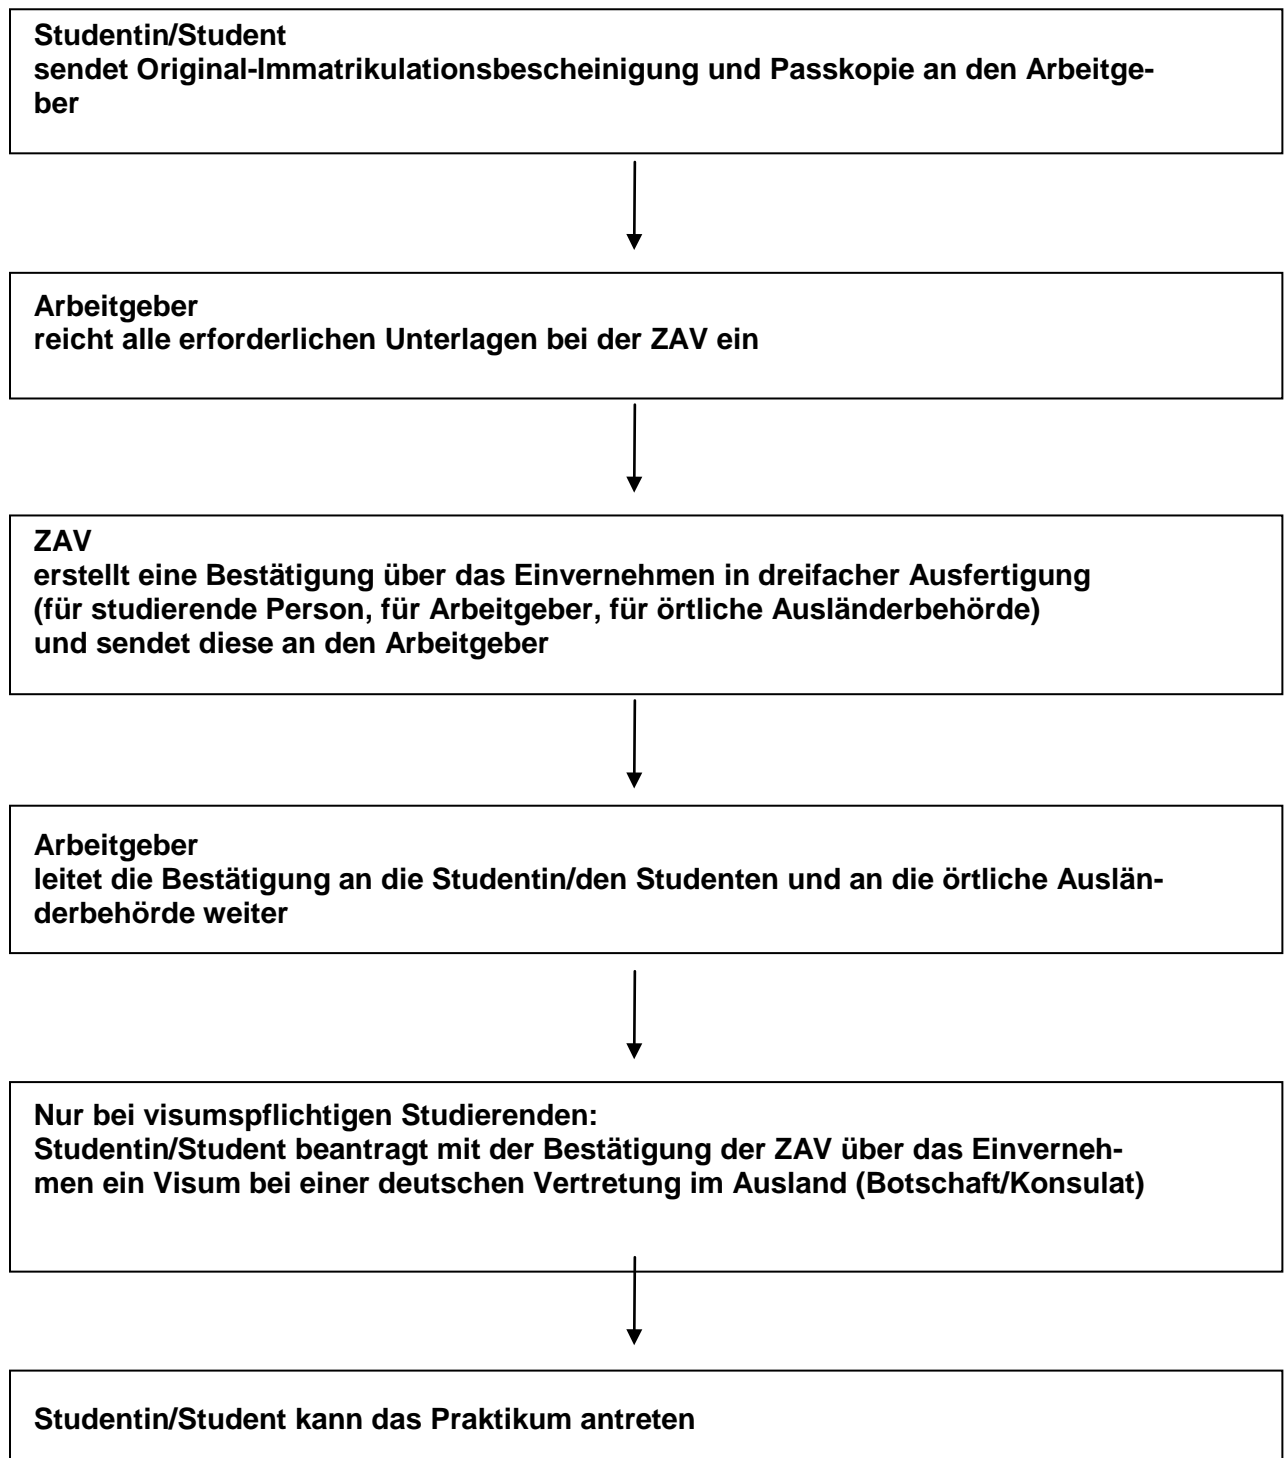 Studentin/Student
sendet Original-Immatrikulationsbescheinigung und Passkopie an den Arbeitge-
ber
Arbeitgeber
reicht alle erforderlichen Unterlagen bei der ZAV ein
ZAV
erstellt eine Bestätigung über das Einvernehmen in dreifacher Ausfertigung
(für studierende Person, für Arbeitgeber, für örtliche Ausländerbehörde)
und sendet diese an den Arbeitgeber
Arbeitgeber
leitet die Bestätigung an die Studentin/den Studenten und an die örtliche Auslän-
derbehörde weiter
Nur bei visumspflichtigen Studierenden:
Studentin/Student beantragt mit der Bestätigung der ZAV über das Einverneh-
men ein Visum bei einer deutschen Vertretung im Ausland (Botschaft/Konsulat)
Studentin/Student kann das Praktikum antreten